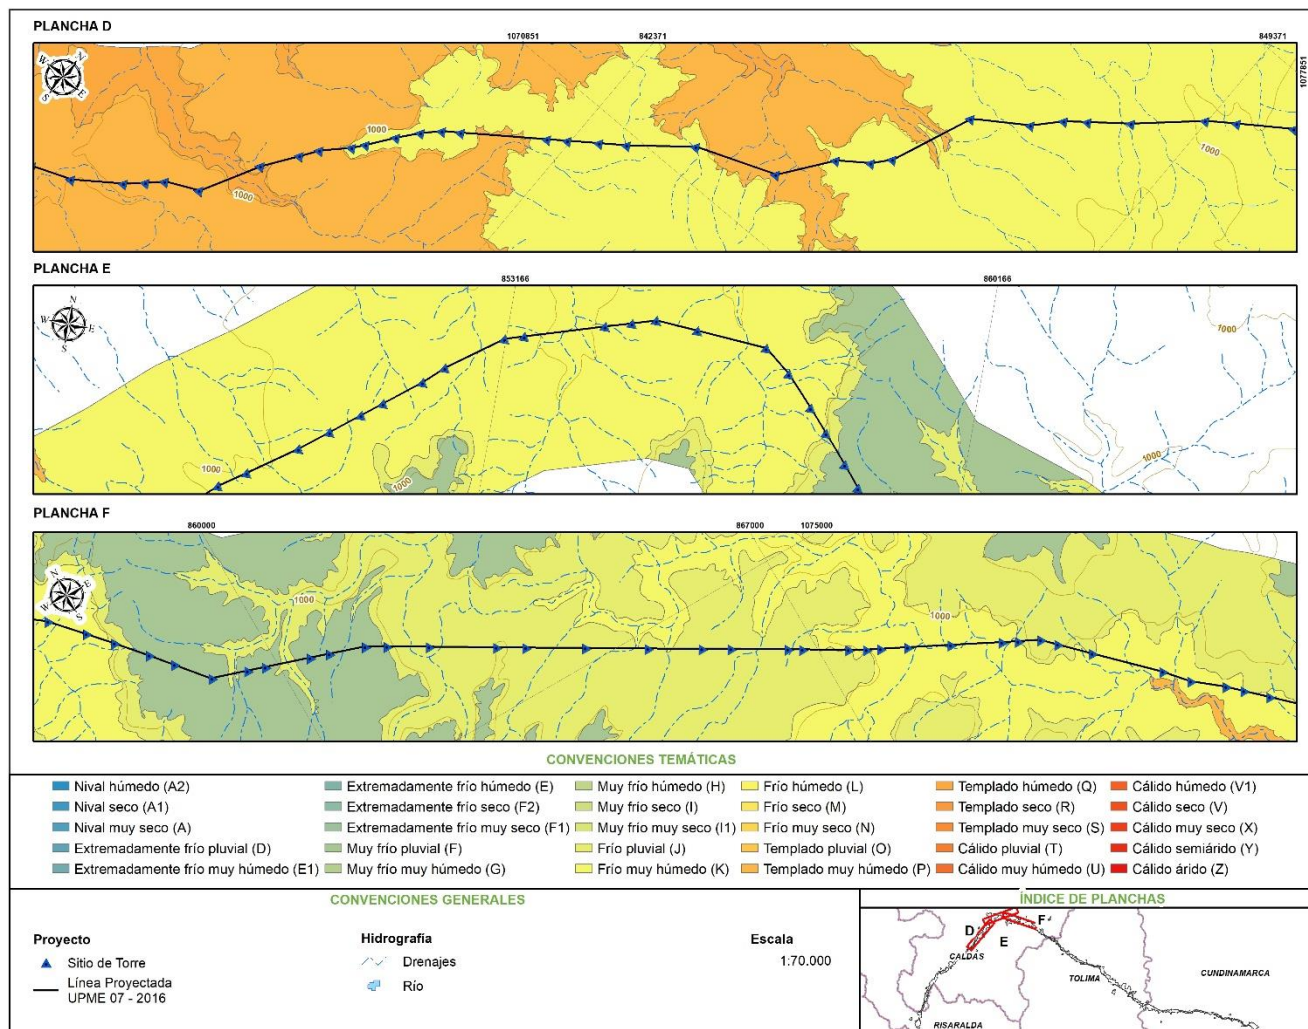 PLANCHA D
1070851 842371 849371
1077851
N
W E
S
1000
1000
1000
PLANCHA E
853166 860166
N
W E
S
1000
1000
1000
1000
PLANCHA F
860000 867000 1075000
N
W E
S
1000
1000
CONVENCIONES TEMÁTICAS
Nival húmedo (A2)
Nival seco (A1)
Nival muy seco (A)
Extremadamente frío pluvial (D)
Extremadamente frío muy húmedo (E1)
Extremadamente frío húmedo (E)
Extremadamente frío seco (F2)
Extremadamente frío muy seco (F1)
Muy frío pluvial (F)
Muy frío muy húmedo (G)
Muy frío húmedo (H)
Muy frío seco (I)
Muy frío muy seco (I1)
Frío pluvial (J)
Frío muy húmedo (K)
Frío húmedo (L)
Frío seco (M)
Frío muy seco (N)
Templado pluvial (O)
Templado muy húmedo (P)
Templado húmedo (Q)
Templado seco (R)
Templado muy seco (S)
Cálido pluvial (T)
Cálido muy húmedo (U)
Cálido húmedo (V1)
Cálido seco (V)
Cálido muy seco (X)
Cálido semiárido (Y)
Cálido árido (Z)
CONVENCIONES GENERALES
Proyecto
Sitio de Torre
Línea Proyectada
UPME 07 - 2016
Hidrografía
Drenajes
Río
Escala
1:70.000
ÍNDICE DE PLANCHAS
D
F
E
CALDAS
TOLIMA
CUNDINAMARCA
RISARALDA